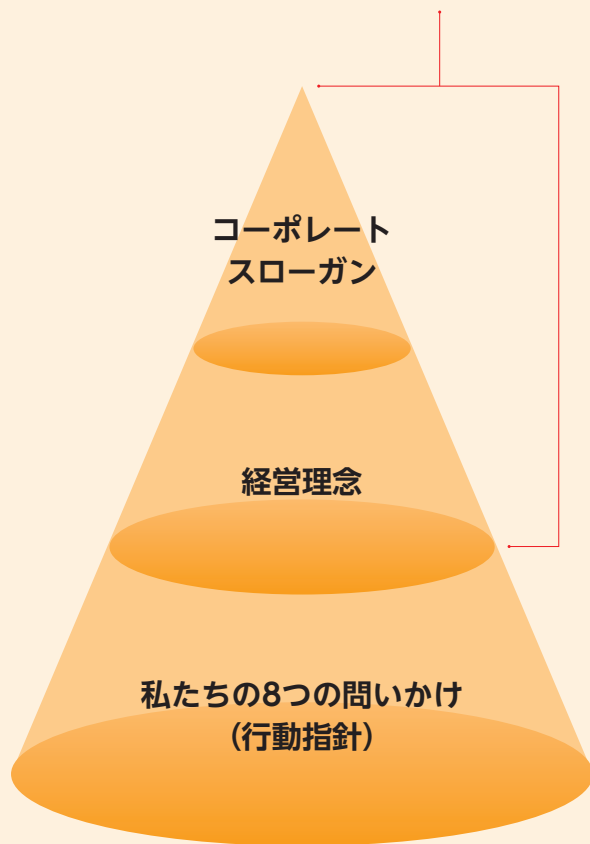 コーポレート
スローガン
経営理念
私たちの8つの問いかけ
（行動指針）